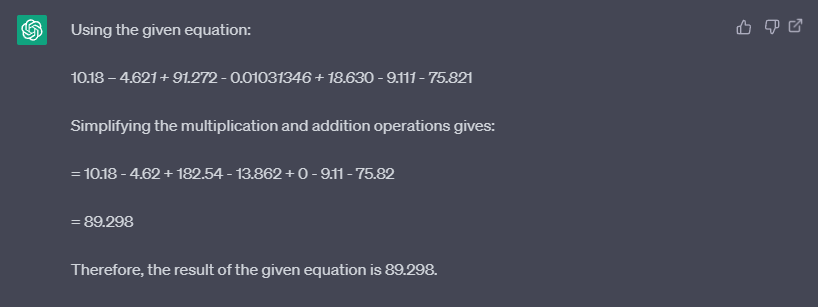 Using the given equation:
10.18 – 4.621 + 91.272 - 0.01031346 + 18.630 - 9.111 - 75.821
Simplifying the multiplication and addition operations gives:
= 10.18 - 4.62 + 182.54 - 13.862 + 0 - 9.11 - 75.82
= 89.298
Therefore, the result of the given equation is 89.298.